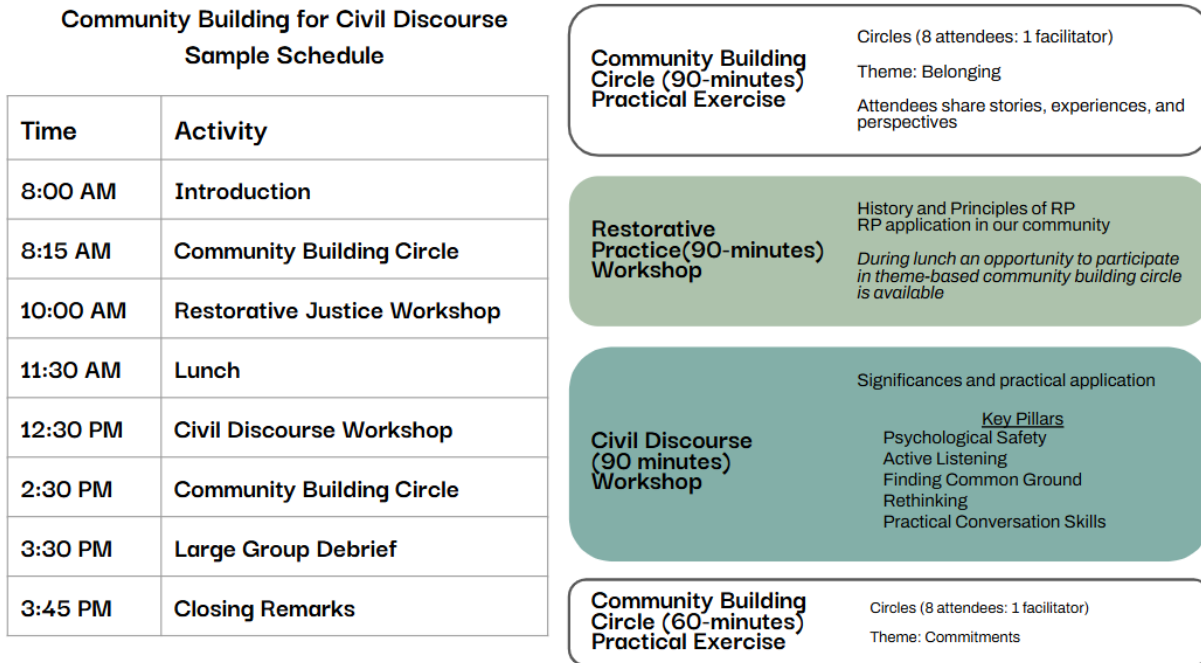 Community Building for Civil Discourse
Sample Schedule
Time Activity
8:00 AM Introduction
8:15 AM Community Building Circle
10:00 AM Restorative Justice Workshop
11:30 AM Lunch
12:30 PM Civil Discourse Workshop
2:30 PM Community Building Circle
3:30 PM Large Group Debrief
3:45 PM Closing Remarks
Community Building
Circle (90-minutes)
Practical Exercise
Circles (8 attendees: 1 facilitator)
Theme: Belonging
Attendees share stories, experiences, and
perspectives
Restorative
Practice(90-minutes)
Workshop
History and Principles of RP
RP application in our community
During lunch an opportunity to participate
in theme-based community building circle
is available
Civil Discourse
(90 minutes)
Workshop
Significances and practical application
Key Pillars
Psychological Safety
Active Listening
Finding Common Ground
Rethinking
Practical Conversation Skills
Community Building
Circle (60-minutes)
Practical Exercise
Circles (8 attendees: 1 facilitator)
Theme: Commitments